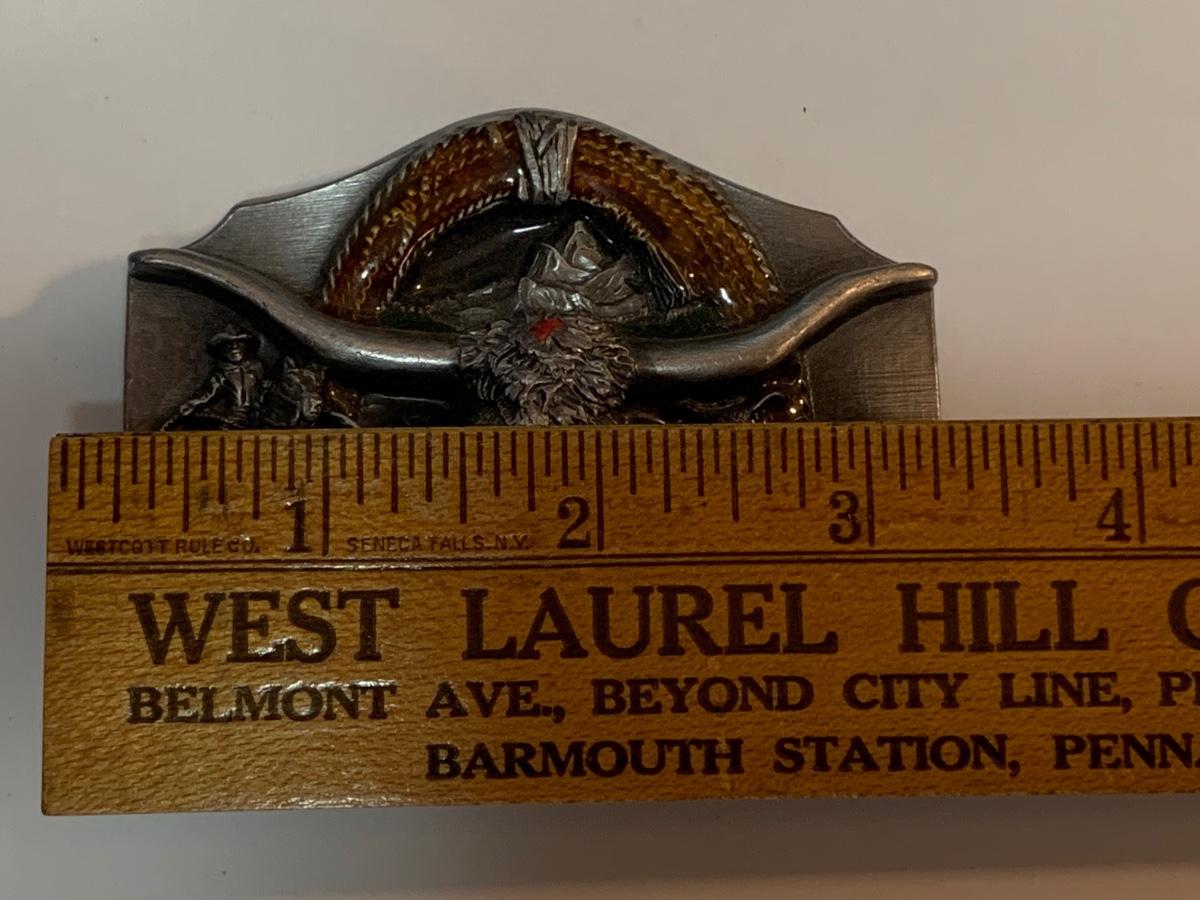 1 2 3 4
WESTCOTT RULE CO. SENECA FALLS, N.Y.
WEST LAUREL HILL
BELMONT AVE., BEYOND CITY LINE,
BARMOUTH STATION, PENNA